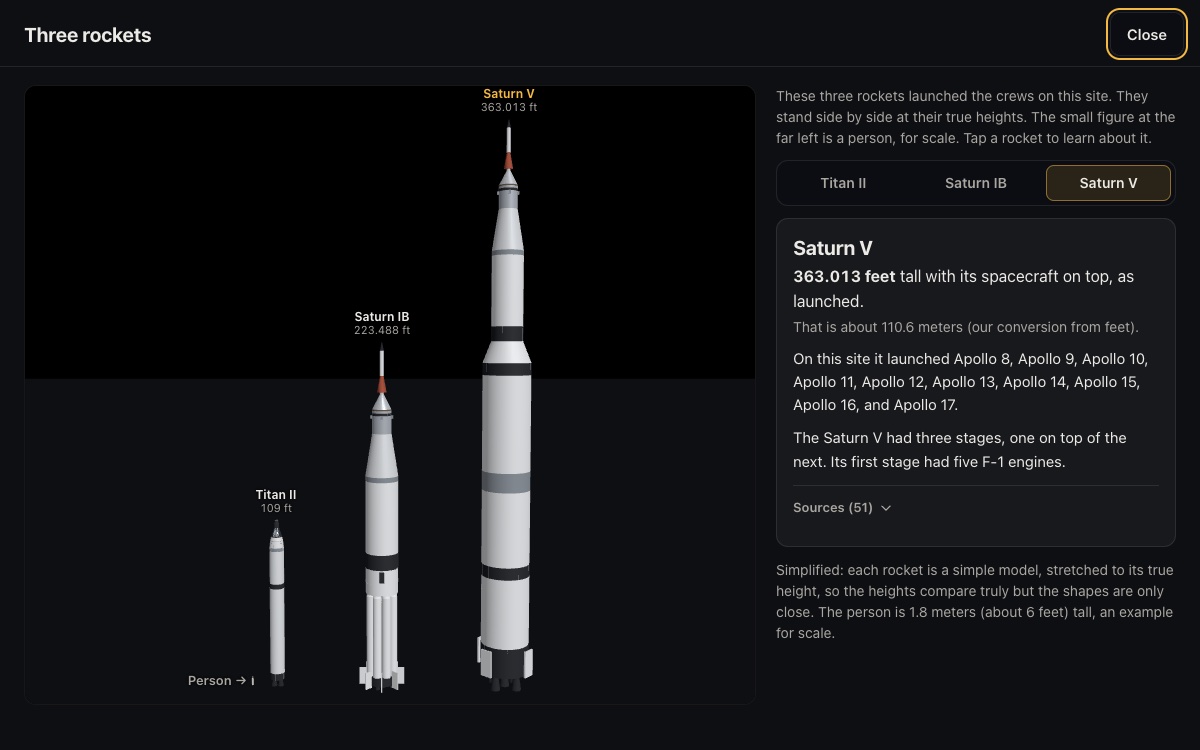 Three rockets
Close
Saturn V
363.013 ft
Saturn IB
223.488 ft
Titan II
109 ft
Person →
These three rockets launched the crews on this site. They
stand side by side at their true heights. The small figure at the
far left is a person, for scale. Tap a rocket to learn about it.
Titan II
Saturn IB
Saturn V
Saturn V
363.013 feet tall with its spacecraft on top, as
launched.
That is about 110.6 meters (our conversion from feet).
On this site it launched Apollo 8, Apollo 9, Apollo 10,
Apollo 11, Apollo 12, Apollo 13, Apollo 14, Apollo 15,
Apollo 16, and Apollo 17.
The Saturn V had three stages, one on top of the
next. Its first stage had five F-1 engines.
Sources (51)
Simplified: each rocket is a simple model, stretched to its true
height, so the heights compare truly but the shapes are only
close. The person is 1.8 meters (about 6 feet) tall, an example
for scale.